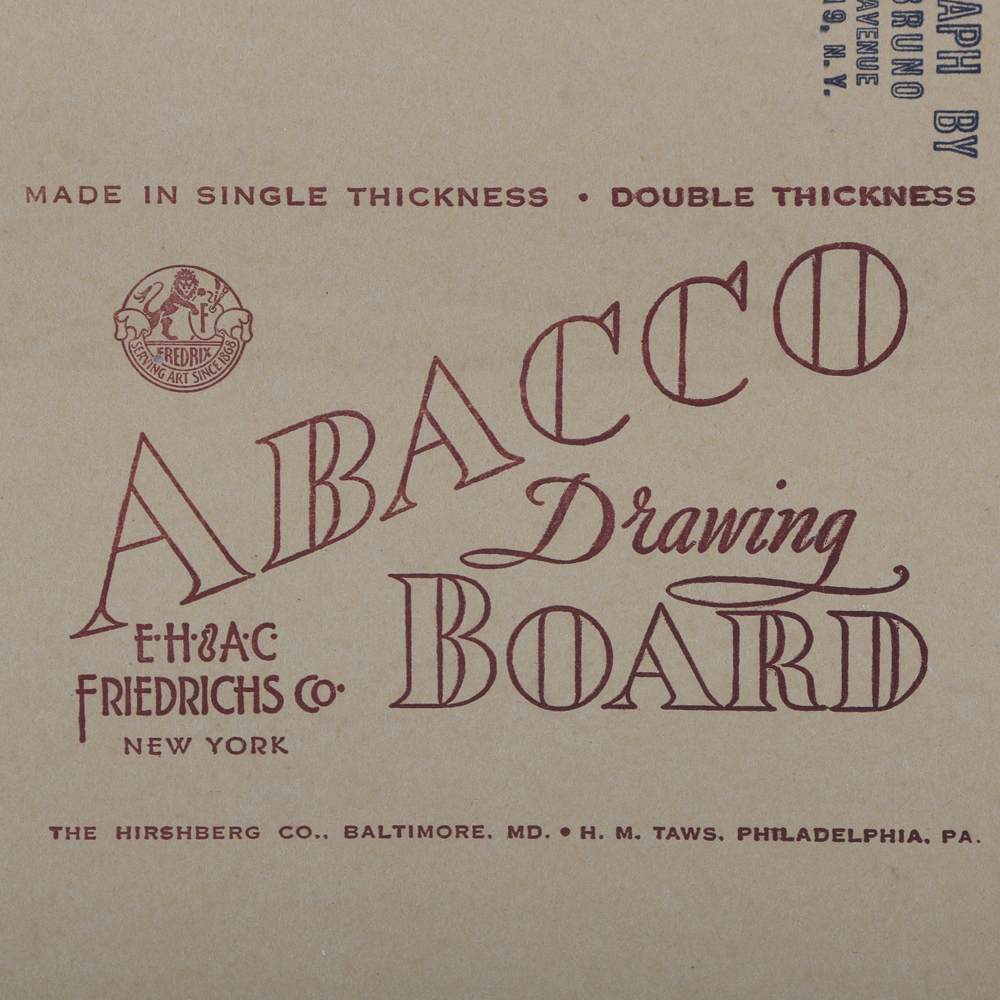 APH BY
BRUNO
AVENUE
19, N.Y.
MADE IN SINGLE THICKNESS • DOUBLE THICKNESS
F
FREDRIX
SERVING ART SINCE 1868
ABACCO
Drawing
BOARD
E·H·&A·C
FRIEDRICHS CO·
NEW YORK
THE HIRSHBERG CO., BALTIMORE, MD. • H. M. TAWS, PHILADELPHIA, PA.